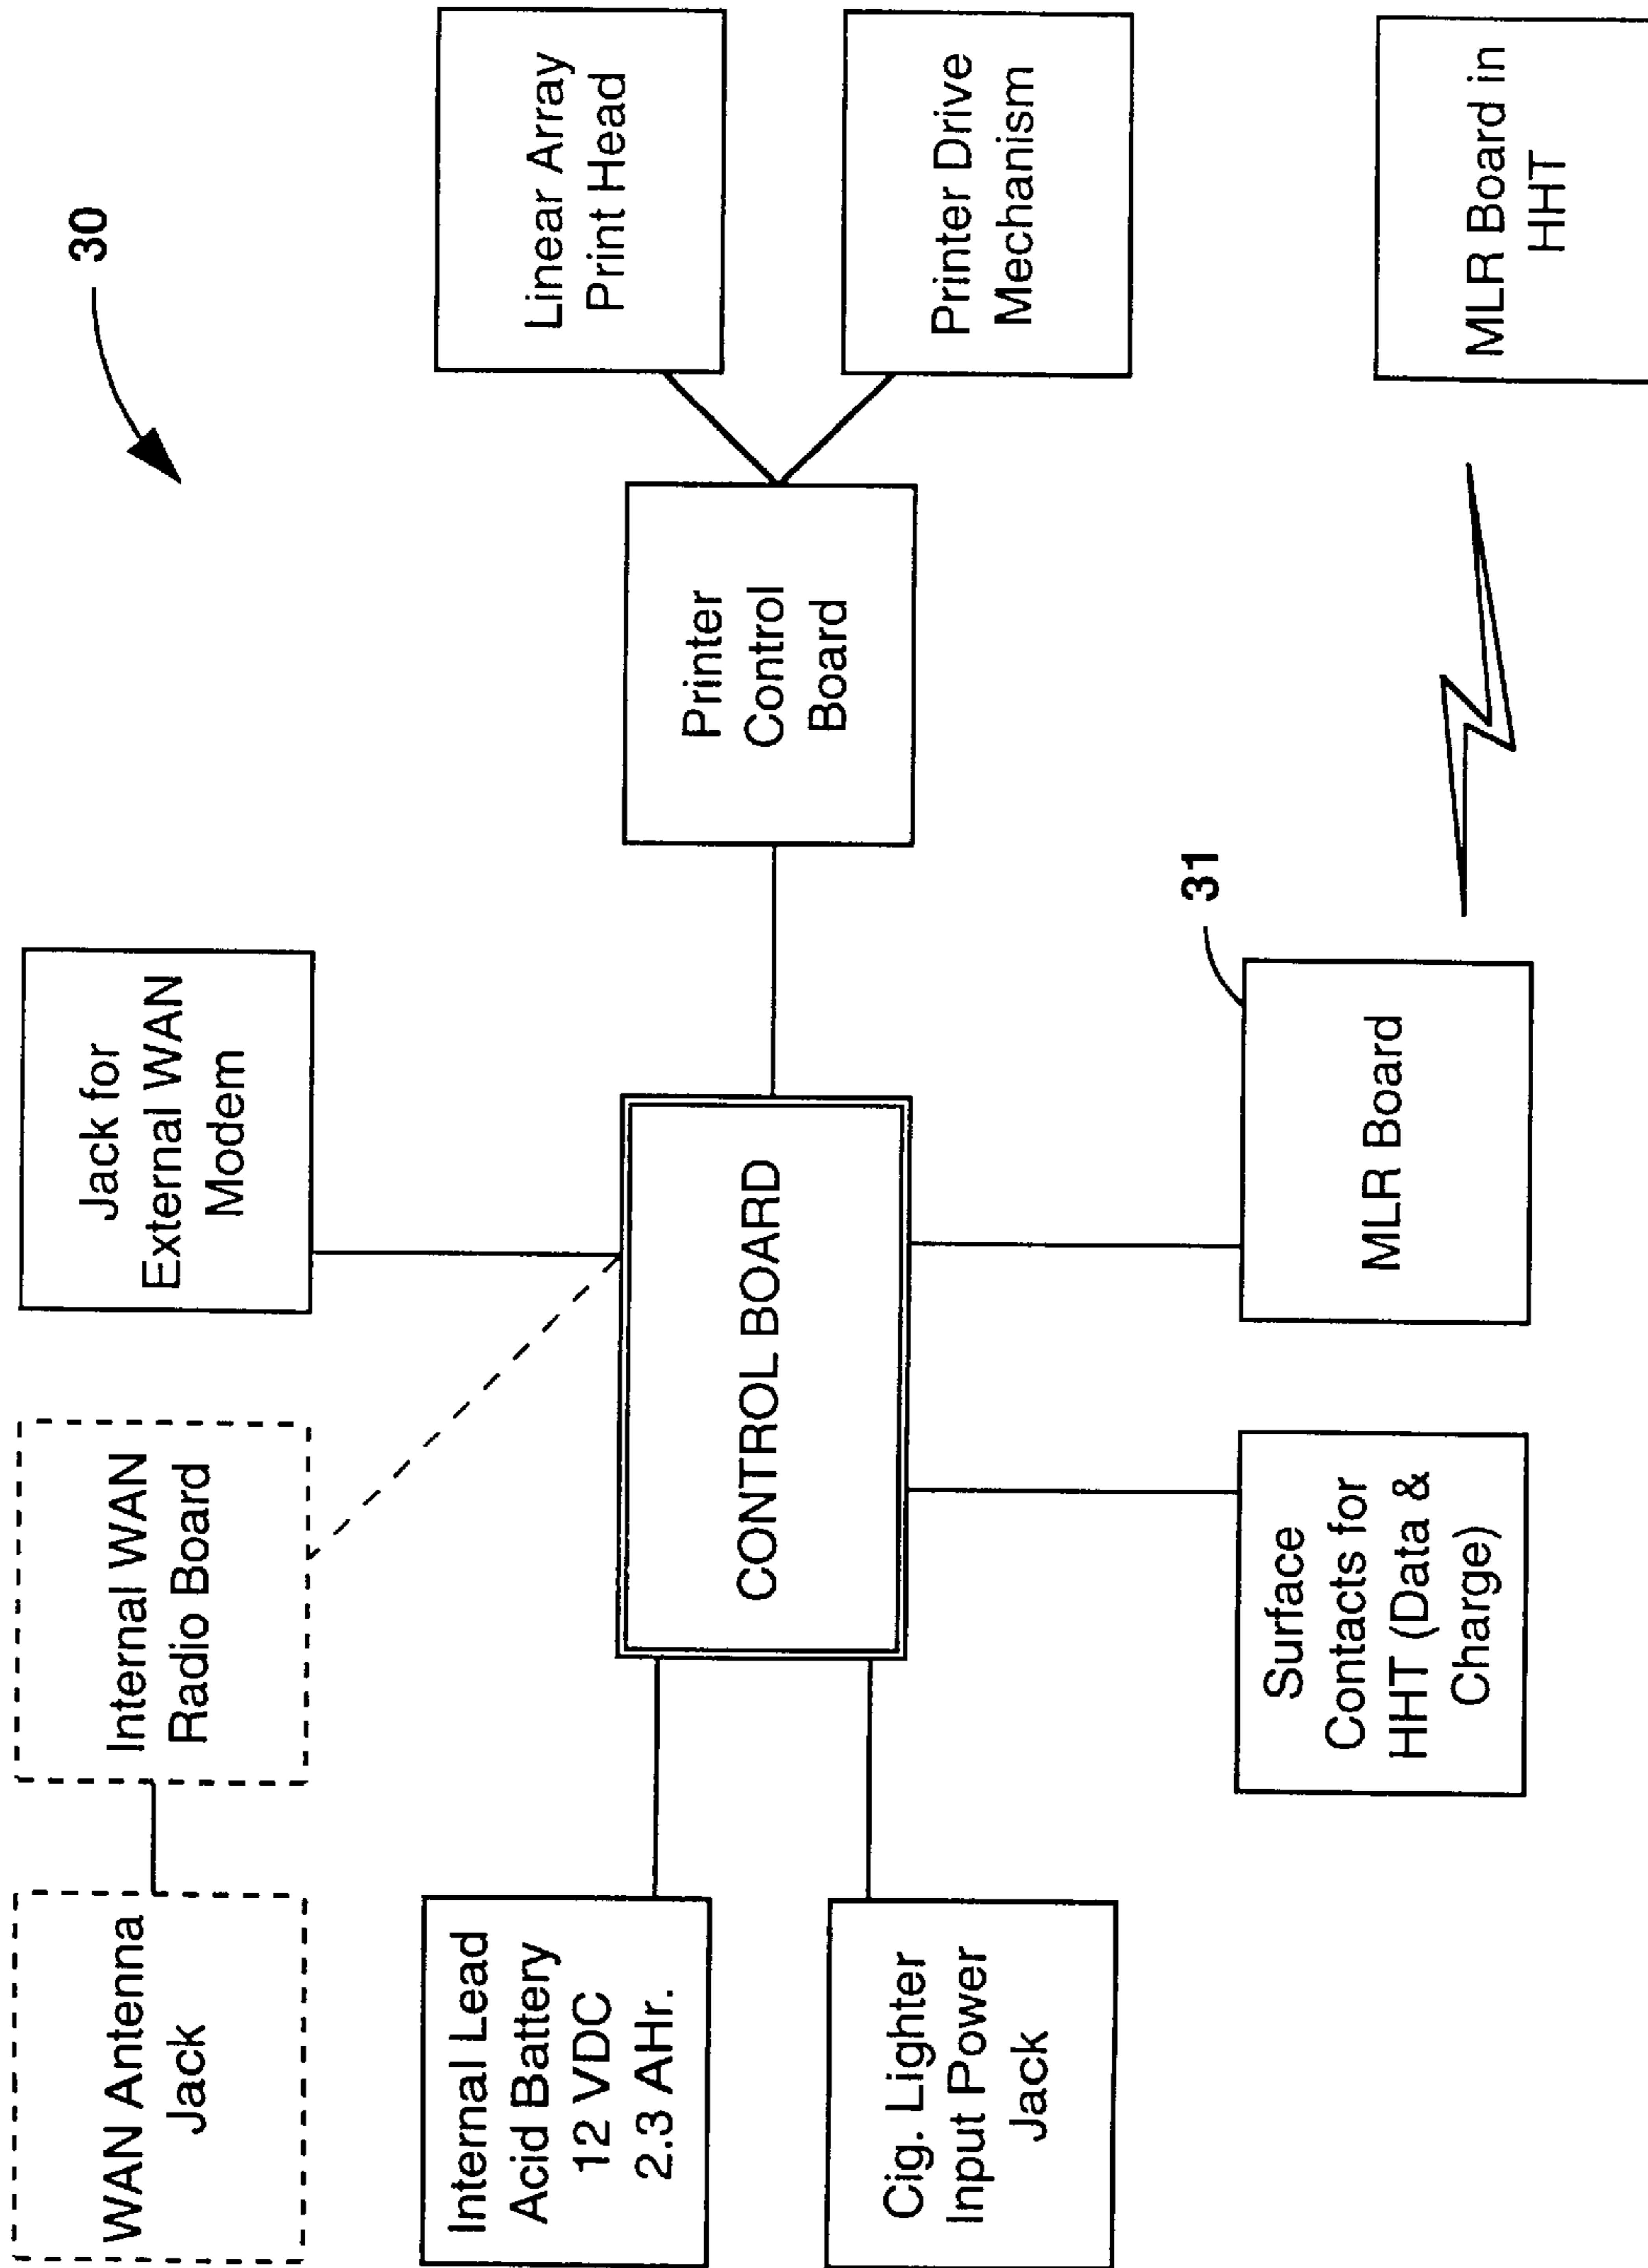 30
WAN Antenna
Jack
Internal WAN
Radio Board
Jack for
External WAN
Modem
Internal Lead
Acid Battery
12 VDC
2.3 AHr.
Cig. Lighter
Input Power
Jack
CONTROL BOARD
Printer
Control
Board
Linear Array
Print Head
Printer Drive
Mechanism
Surface
Contacts for
HHT (Data &
Charge)
31
MLR Board
MLR Board in
HHT